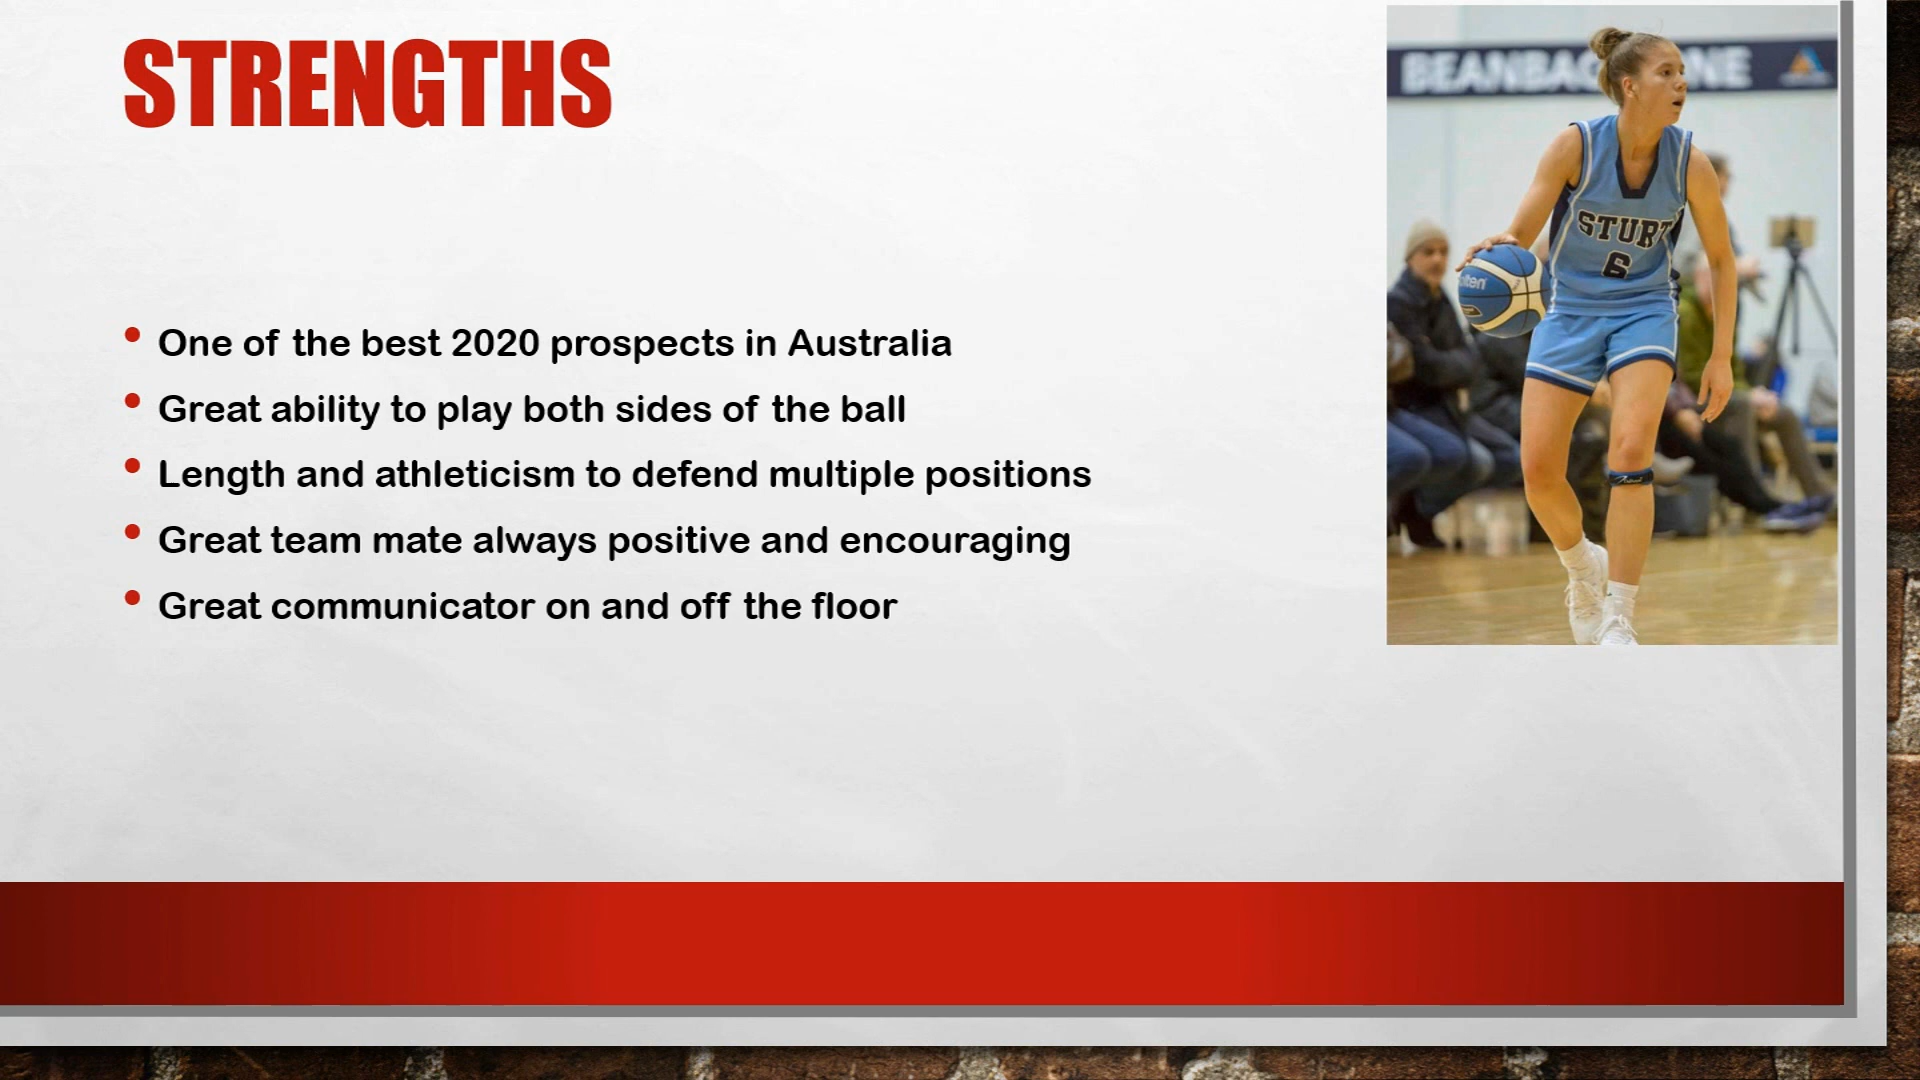 STRENGTHS
• One of the best 2020 prospects in Australia
• Great ability to play both sides of the ball
• Length and athleticism to defend multiple positions
• Great team mate always positive and encouraging
• Great communicator on and off the floor
STURT
6